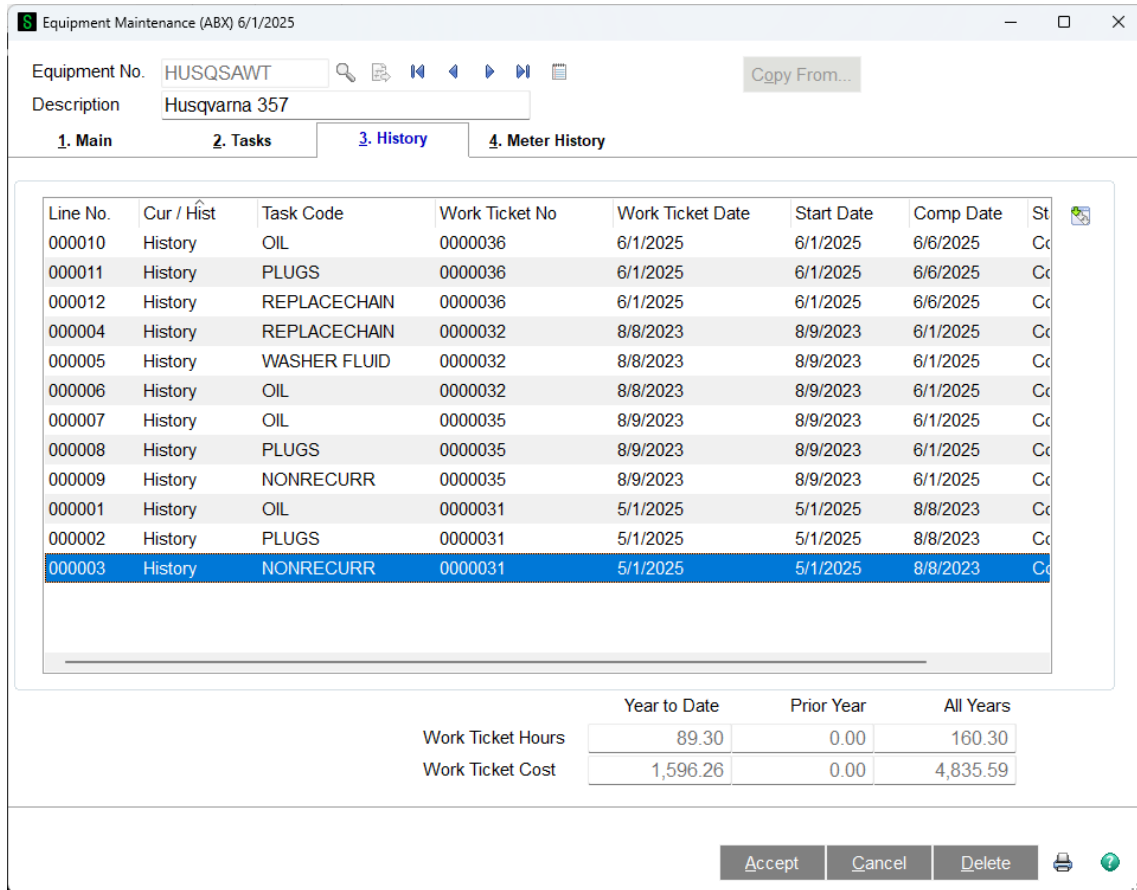 Equipment Maintenance (ABX) 6/1/2025
Equipment No. HUSQSAWT Copy From...
Description Husqvarna 357
1. Main 2. Tasks 3. History 4. Meter History
Line No. Cur / Hist Task Code Work Ticket No Work Ticket Date Start Date Comp Date St
000010 History OIL 0000036 6/1/2025 6/1/2025 6/6/2025 Co
000011 History PLUGS 0000036 6/1/2025 6/1/2025 6/6/2025 Co
000012 History REPLACECHAIN 0000036 6/1/2025 6/1/2025 6/6/2025 Co
000004 History REPLACECHAIN 0000032 8/8/2023 8/9/2023 6/1/2025 Co
000005 History WASHER FLUID 0000032 8/8/2023 8/9/2023 6/1/2025 Co
000006 History OIL 0000032 8/8/2023 8/9/2023 6/1/2025 Co
000007 History OIL 0000035 8/9/2023 8/9/2023 6/1/2025 Co
000008 History PLUGS 0000035 8/9/2023 8/9/2023 6/1/2025 Co
000009 History NONRECURR 0000035 8/9/2023 8/9/2023 6/1/2025 Co
000001 History OIL 0000031 5/1/2025 5/1/2025 8/8/2023 Co
000002 History PLUGS 0000031 5/1/2025 5/1/2025 8/8/2023 Co
000003 History NONRECURR 0000031 5/1/2025 5/1/2025 8/8/2023 Co
Year to Date Prior Year All Years
Work Ticket Hours 89.30 0.00 160.30
Work Ticket Cost 1,596.26 0.00 4,835.59
Accept Cancel Delete